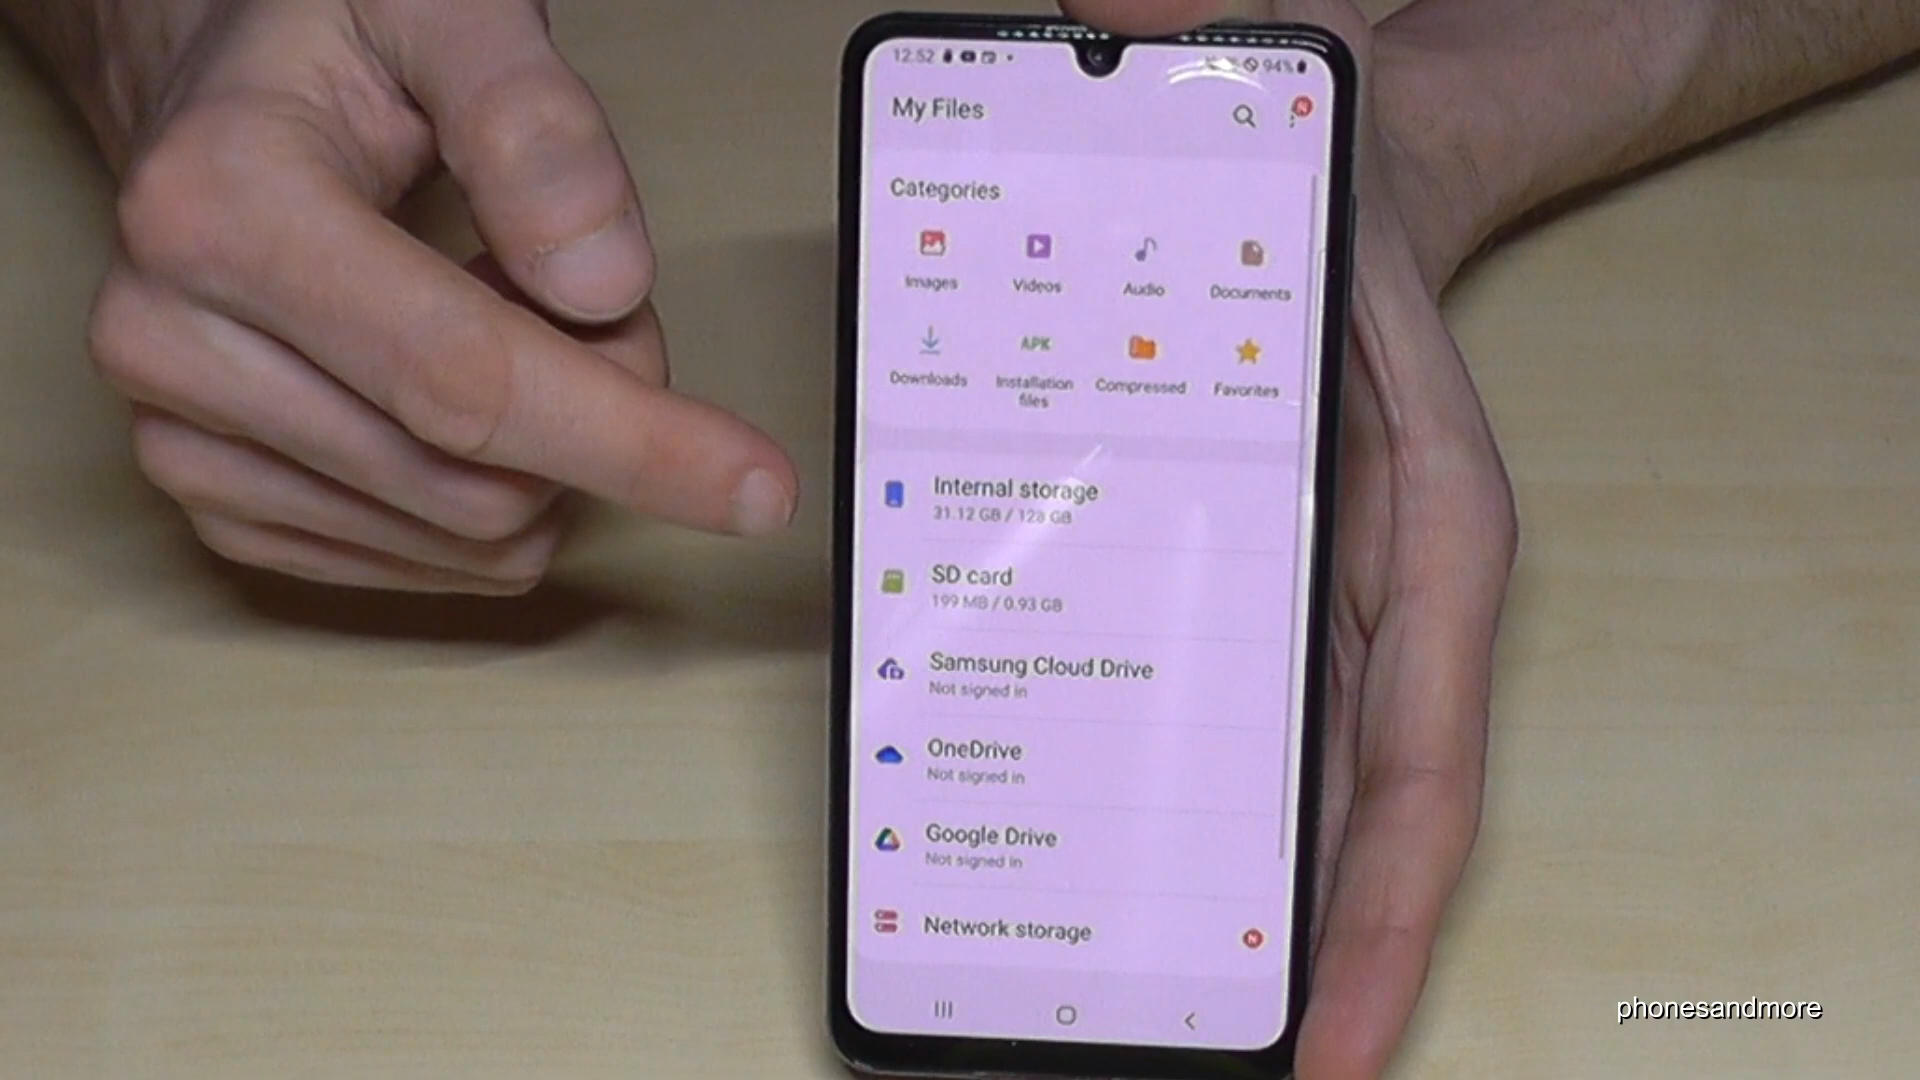 12:52 94%
My Files
N
Categories
Images Videos Audio Documents
APK
Downloads Installation files Compressed Favorites
Internal storage
31.12 GB / 128 GB
SD card
199 MB / 0.93 GB
Samsung Cloud Drive
Not signed in
OneDrive
Not signed in
Google Drive
Not signed in
Network storage N
phonesandmore